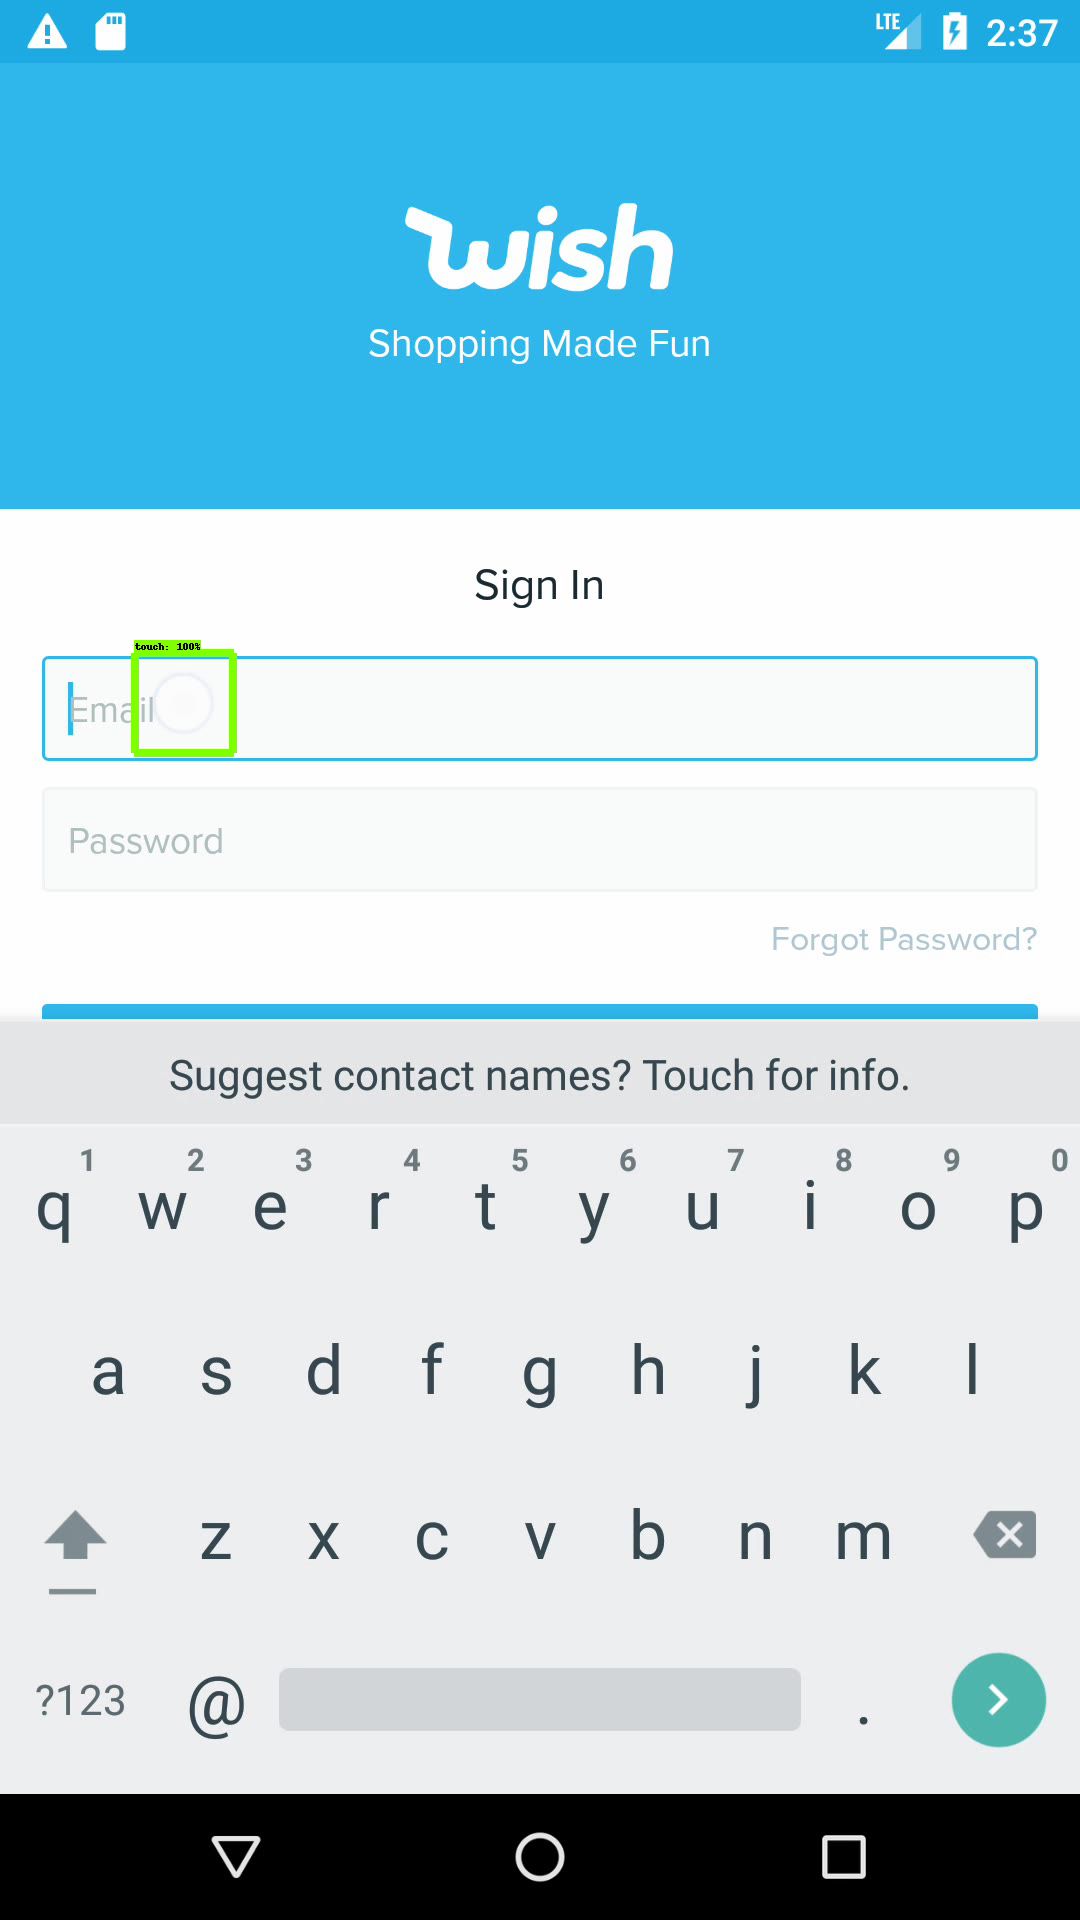 LTE 2:37
wish
Shopping Made Fun
Sign In
touch: 100%
Email
Password
Forgot Password?
Suggest contact names? Touch for info.
1 2 3 4 5 6 7 8 9 0
q w e r t y u i o p
a s d f g h j k l
z x c v b n m
?123 @ .